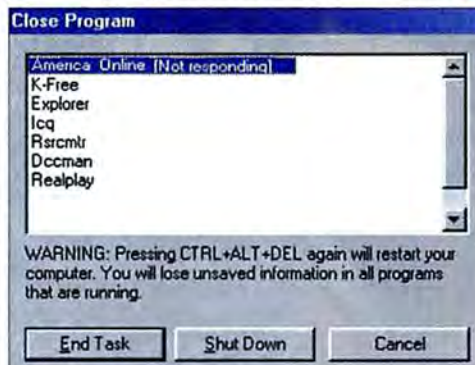 Close Program
America Online [Not responding]
K-Free
Explorer
Icq
Rsrcmtr
Dccman
Realplay
WARNING: Pressing CTRL+ALT+DEL again will restart your
computer. You will lose unsaved information in all programs
that are running.
End Task Shut Down Cancel